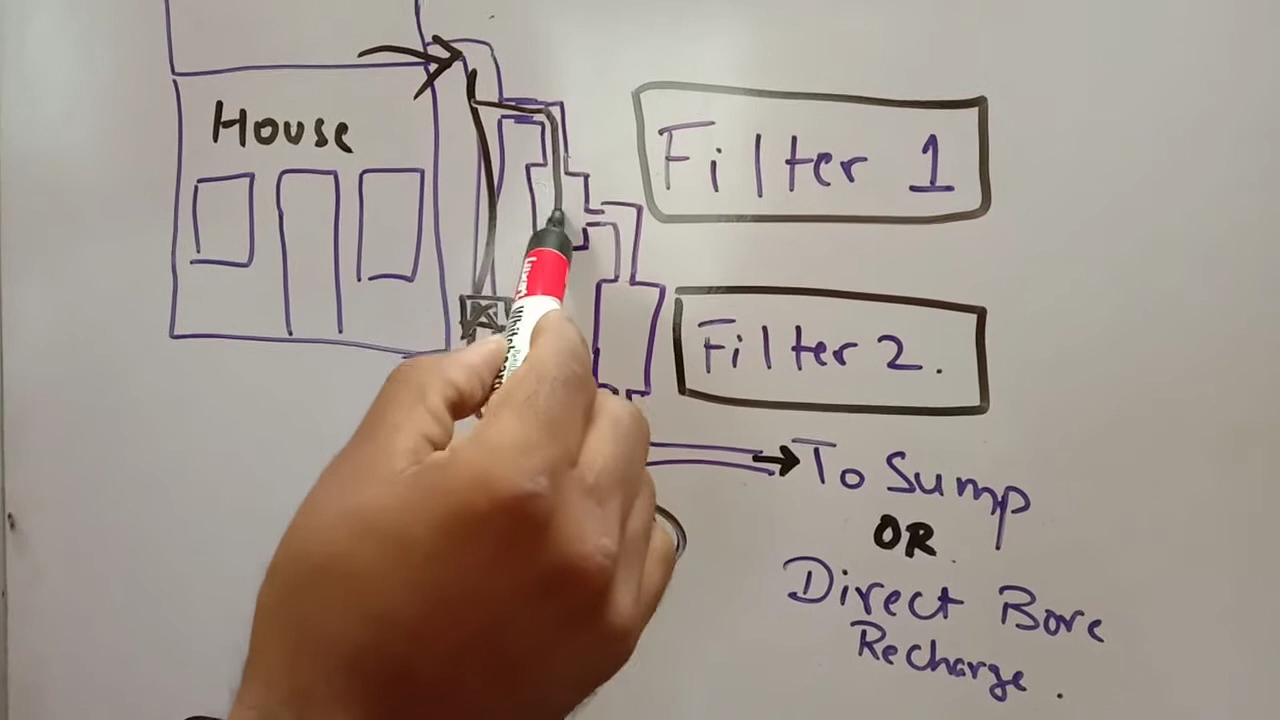 House
Filter 1
Filter 2.
To Sump
OR
Direct Bore
Recharge.